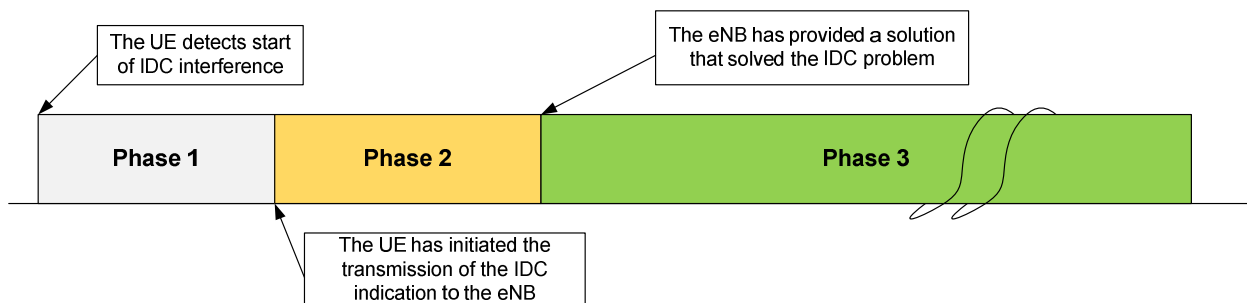 The UE detects start
of IDC interference
The eNB has provided a solution
that solved the IDC problem
Phase 1
Phase 2
Phase 3
The UE has initiated the
transmission of the IDC
indication to the eNB